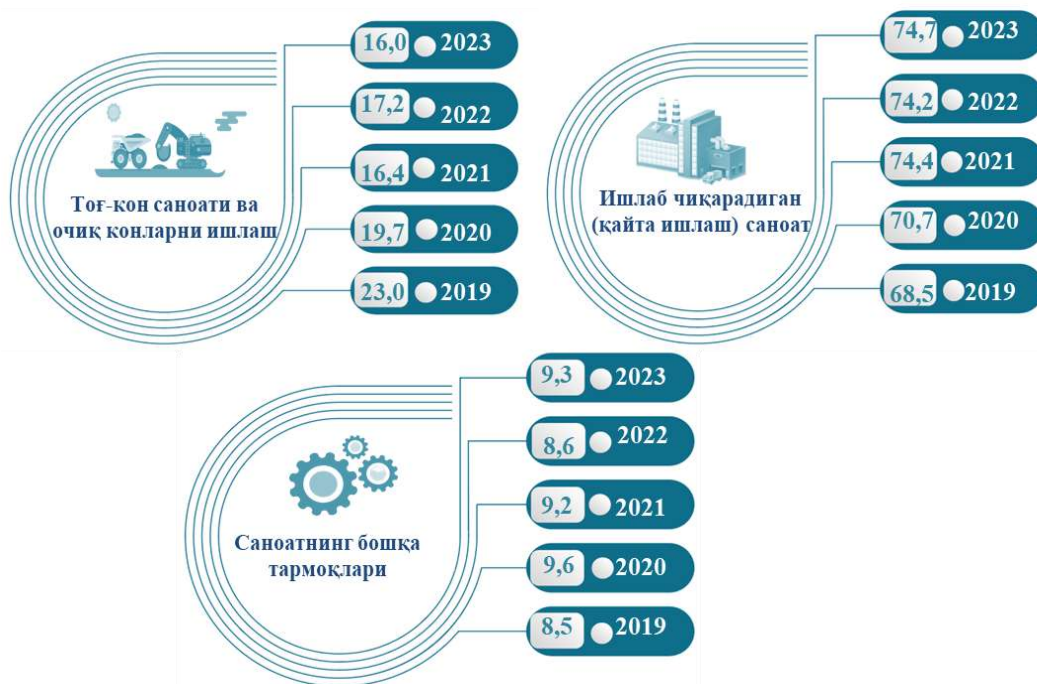 16,0 2023
17,2 2022
16,4 2021
19,7 2020
23,0 2019
Тоғ-кон саноати ва
очиқ конларни ишлаш
74,7 2023
74,2 2022
74,4 2021
70,7 2020
68,5 2019
Ишлаб чиқарадиган
(қайта ишлаш) саноат
9,3 2023
8,6 2022
9,2 2021
9,6 2020
8,5 2019
Саноатнинг бошқа
тармоқлари